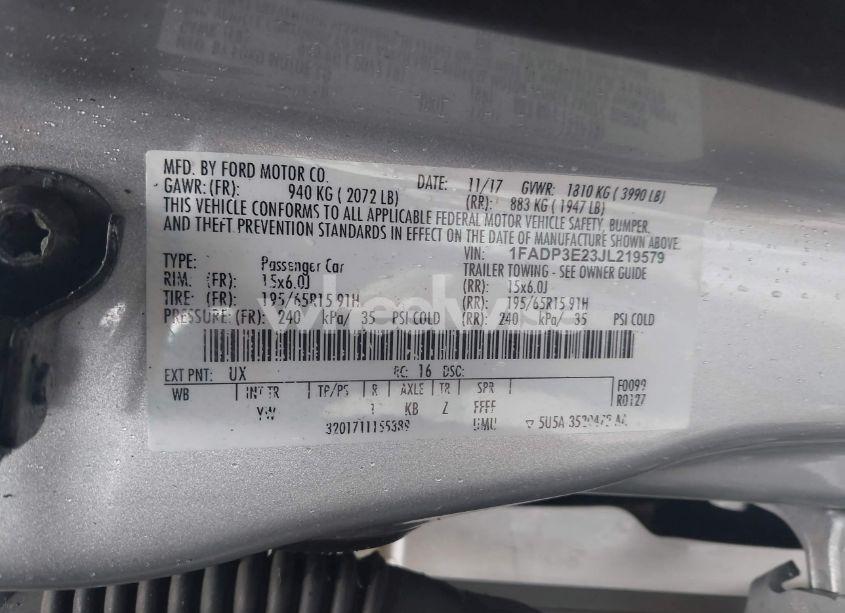 MFD. BY FORD MOTOR CO. DATE: 11/17 GVWR: 1810 KG ( 3990 LB)
GAWR: (FR): 940 KG ( 2072 LB) (RR): 883 KG ( 1947 LB)
THIS VEHICLE CONFORMS TO ALL APPLICABLE FEDERAL MOTOR VEHICLE SAFETY, BUMPER,
AND THEFT PREVENTION STANDARDS IN EFFECT ON THE DATE OF MANUFACTURE SHOWN ABOVE.
VIN: 1FADP3E23JL219579
TYPE: Passenger Car TRAILER TOWING - SEE OWNER GUIDE
RIM: (FR): 15x6.0J (RR): 15x6.0J
TIRE: (FR): 195/65R15 91H (RR): 195/65R15 91H
PRESSURE: (FR): 240 kPa/ 35 PSI COLD (RR): 240 kPa/ 35 PSI COLD
EXT PNT: UX RC: 16 DSC:
WB INT TR TP/PS R AXLE TR SPR F0099
YW KB Z FFFF R0127
3201711155389 UMU 5U5A